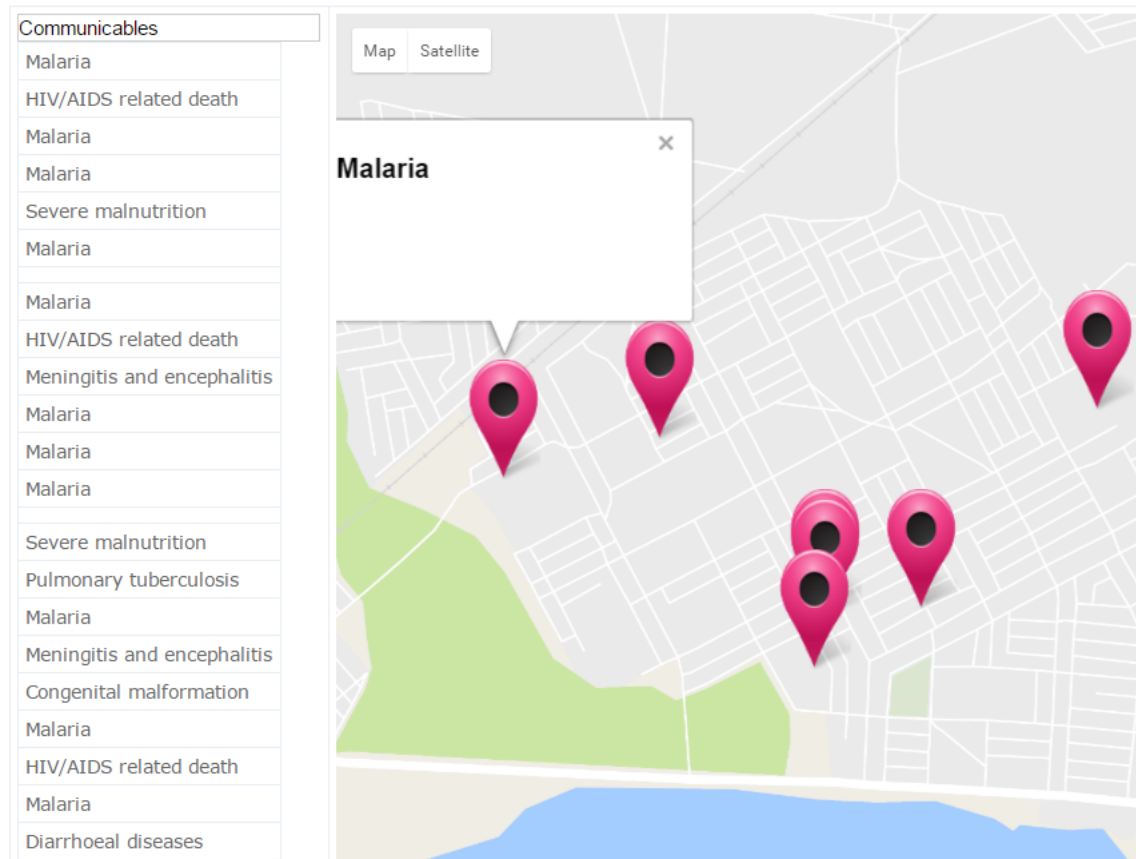 Communicables
Malaria
HIV/AIDS related death
Malaria
Malaria
Severe malnutrition
Malaria
Malaria
HIV/AIDS related death
Meningitis and encephalitis
Malaria
Malaria
Malaria
Severe malnutrition
Pulmonary tuberculosis
Malaria
Meningitis and encephalitis
Congenital malformation
Malaria
HIV/AIDS related death
Malaria
Diarrhoeal diseases
Map Satellite
Malaria